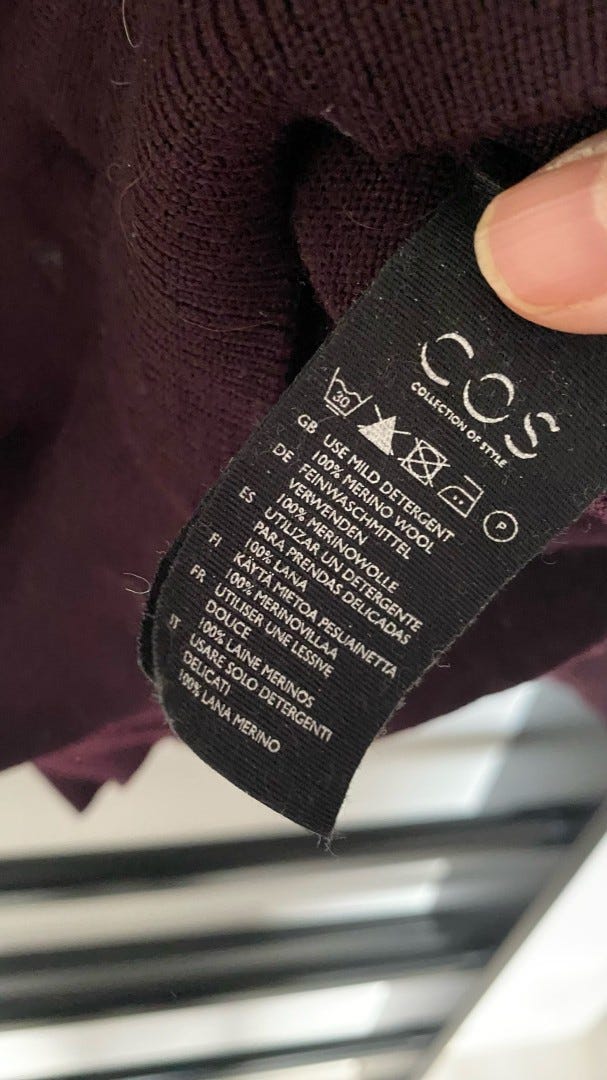 COS
COLLECTION OF STYLE
30
P
GB USE MILD DETERGENT
100% MERINO WOOL
DE FEINWASCHMITTEL
VERWENDEN
100% MERINOWOLLE
ES UTILIZAR UN DETERGENTE
PARA PRENDAS DELICADAS
100% LANA
FI KÄYTÄ MIETOA PESUAINETTA
100% MERINOVILLAA
FR UTILISER UNE LESSIVE
DOUCE
100% LAINE MERINOS
IT USARE SOLO DETERGENTI
DELICATI
100% LANA MERINO